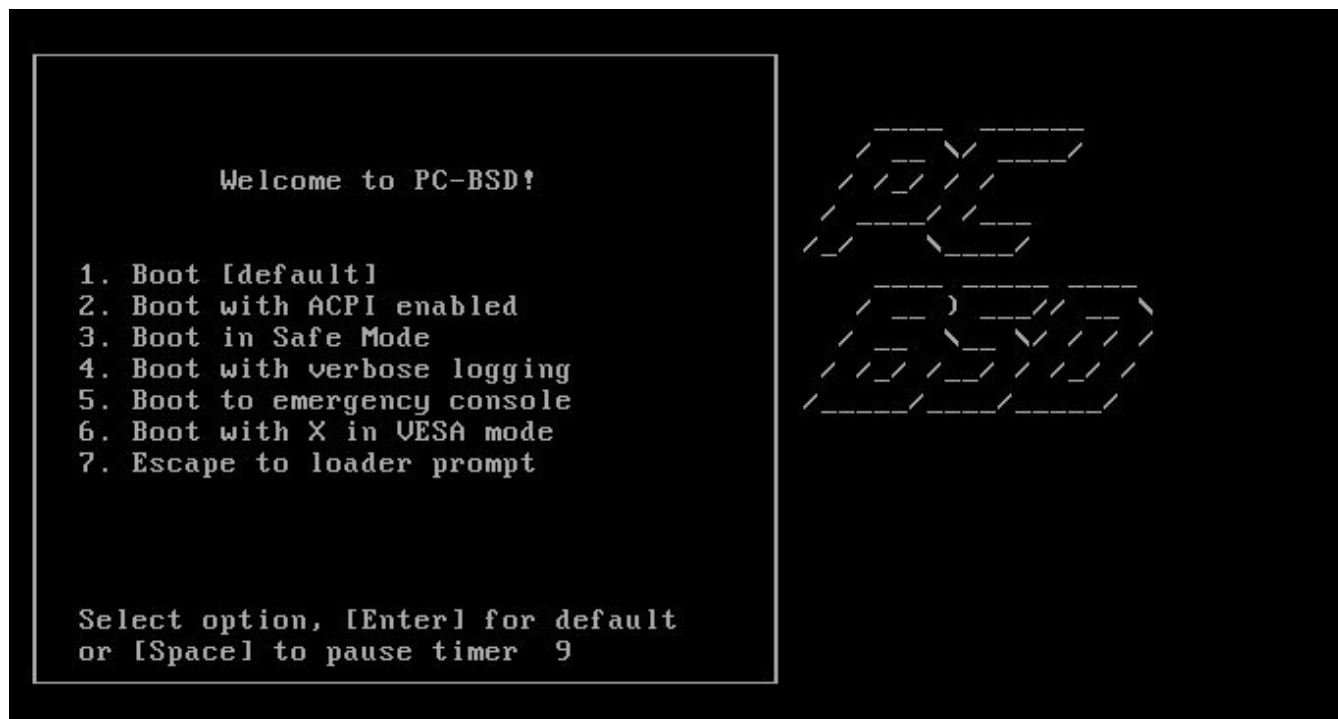 Welcome to PC-BSD!
1. Boot [default]
2. Boot with ACPI enabled
3. Boot in Safe Mode
4. Boot with verbose logging
5. Boot to emergency console
6. Boot with X in VESA mode
7. Escape to loader prompt
Select option, [Enter] for default
or [Space] to pause timer 9
PC
BSD